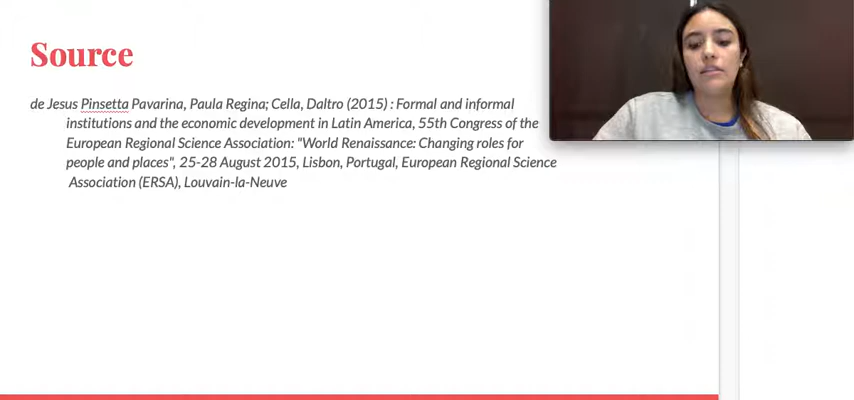 Source
de Jesus Pinsetta Pavarina, Paula Regina; Cella, Daltro (2015) : Formal and informal
institutions and the economic development in Latin America, 55th Congress of the
European Regional Science Association: "World Renaissance: Changing roles for
people and places", 25-28 August 2015, Lisbon, Portugal, European Regional Science
Association (ERSA), Louvain-la-Neuve